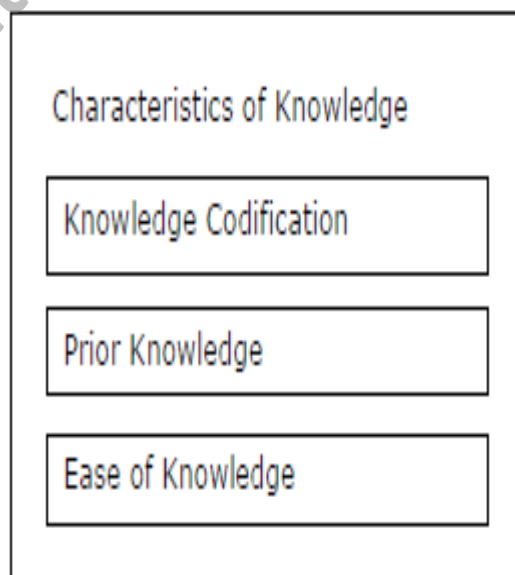 Characteristics of Knowledge
Knowledge Codification
Prior Knowledge
Ease of Knowledge